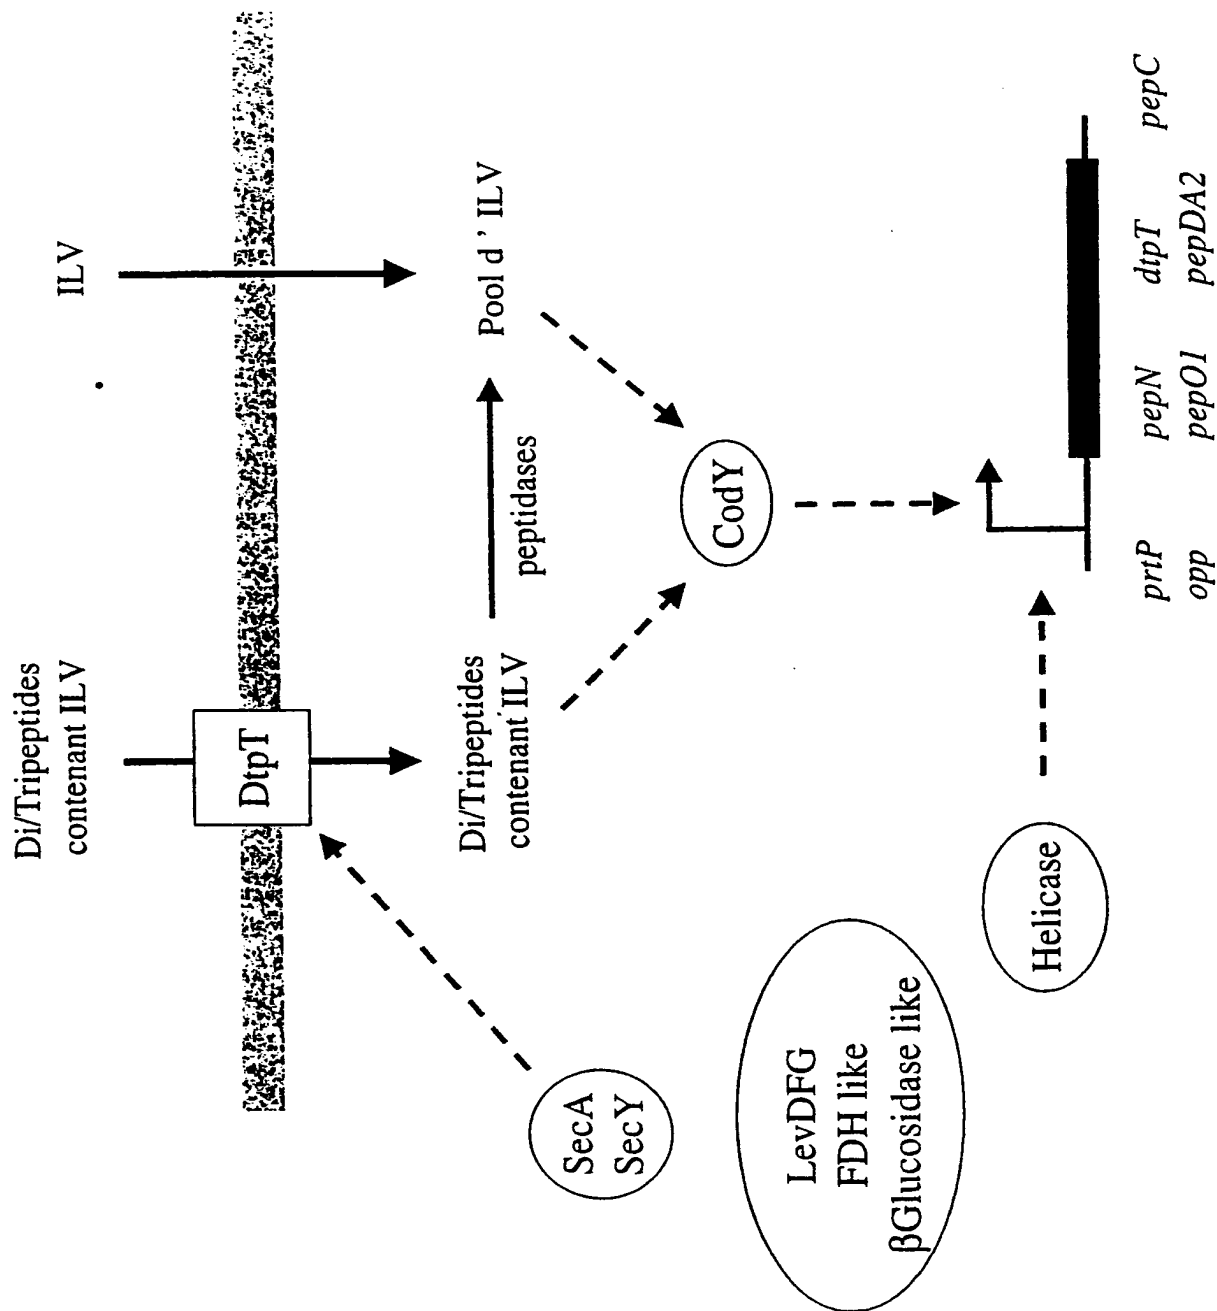 Di/Tripeptides
contenant ILV
ILV
DtpT
Di/Tripeptides
contenant ILV
peptidases
Pool d ' ILV
SecA
SecY
CodY
LevDFG
FDH like
βGlucosidase like
Helicase
prtP pepN dtpT pepC
opp pepO1 pepDA2